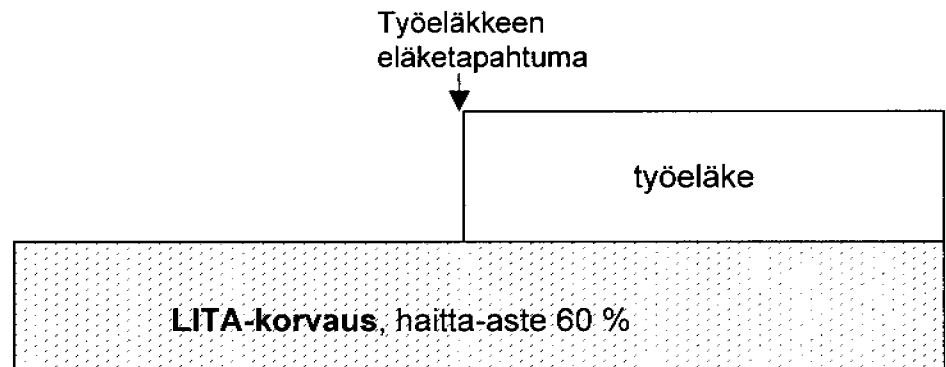 Työeläkkeen
eläketapahtuma
työeläke
LITA-korvaus, haitta-aste 60 %